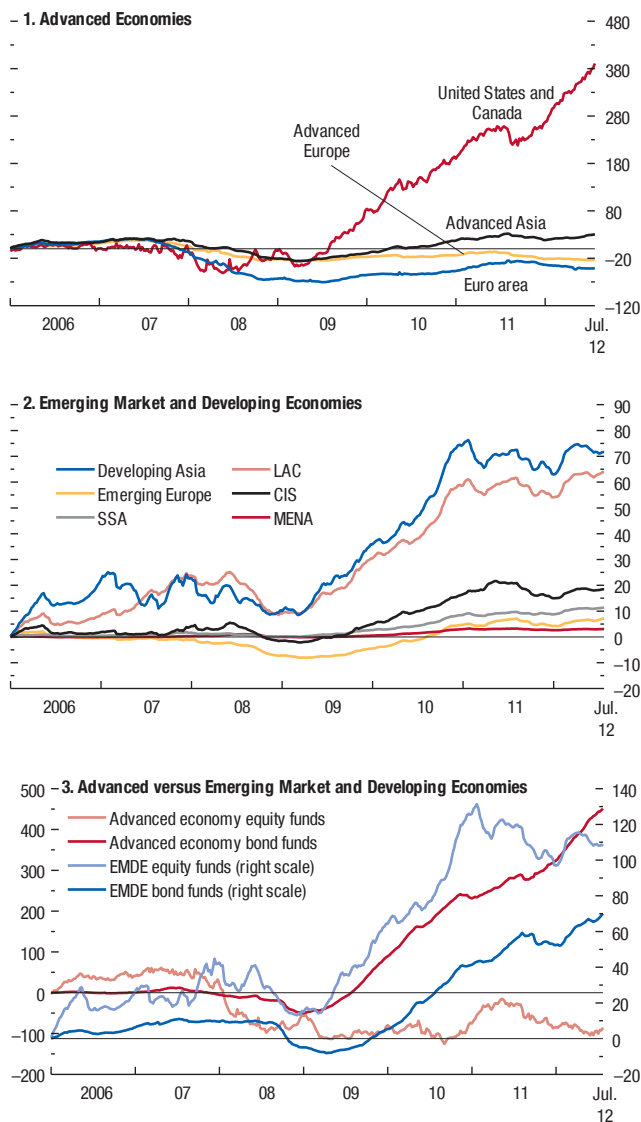 1. Advanced Economies
480
380
280
180
80
–20
–120
United States and
Canada
Advanced
Europe
Advanced Asia
Euro area
2006 07 08 09 10 11 Jul.
12
2. Emerging Market and Developing Economies
90
80
70
60
50
40
30
20
10
0
–10
–20
Developing Asia LAC
Emerging Europe CIS
SSA MENA
2006 07 08 09 10 11 Jul.
12
3. Advanced versus Emerging Market and Developing Economies
500
400
300
200
100
0
–100
–200
140
120
100
80
60
40
20
0
–20
Advanced economy equity funds
Advanced economy bond funds
EMDE equity funds (right scale)
EMDE bond funds (right scale)
2006 07 08 09 10 11 Jul.
12